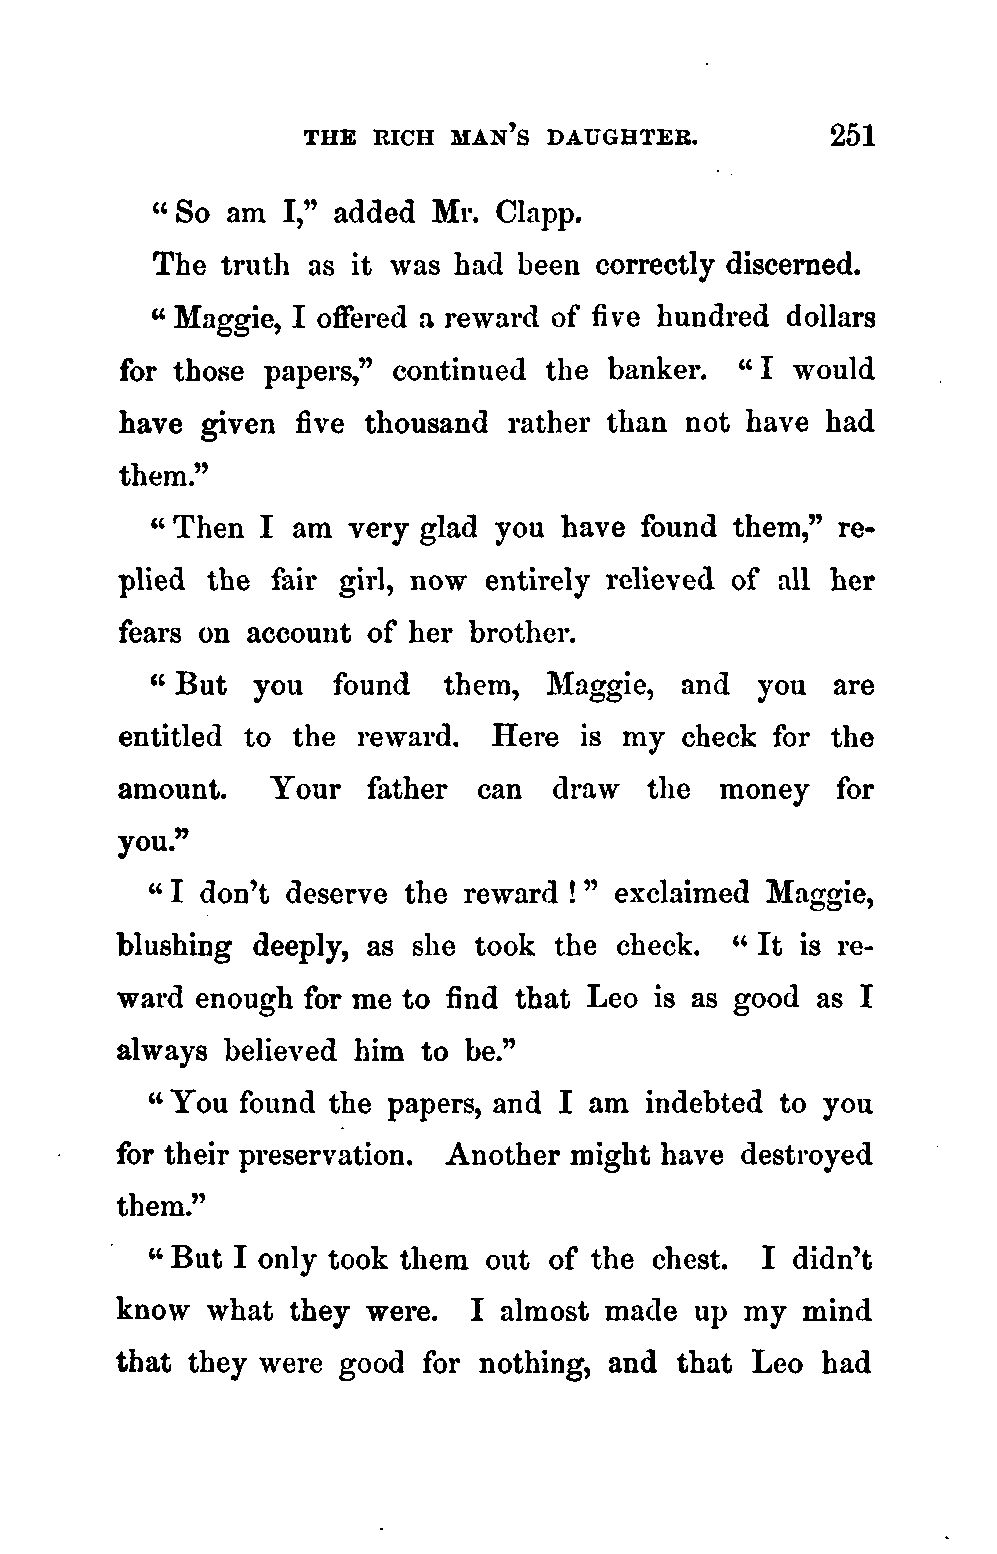 THE RICH MAN'S DAUGHTER. 251
“So am I,” added Mr. Clapp.
The truth as it was had been correctly discerned.
“Maggie, I offered a reward of five hundred dollars
for those papers,” continued the banker. “I would
have given five thousand rather than not have had
them.”
“Then I am very glad you have found them,” re-
plied the fair girl, now entirely relieved of all her
fears on account of her brother.
“But you found them, Maggie, and you are
entitled to the reward. Here is my check for the
amount. Your father can draw the money for
you.”
“I don't deserve the reward!” exclaimed Maggie,
blushing deeply, as she took the check. “It is re-
ward enough for me to find that Leo is as good as I
always believed him to be.”
“You found the papers, and I am indebted to you
for their preservation. Another might have destroyed
them.”
“But I only took them out of the chest. I didn't
know what they were. I almost made up my mind
that they were good for nothing, and that Leo had